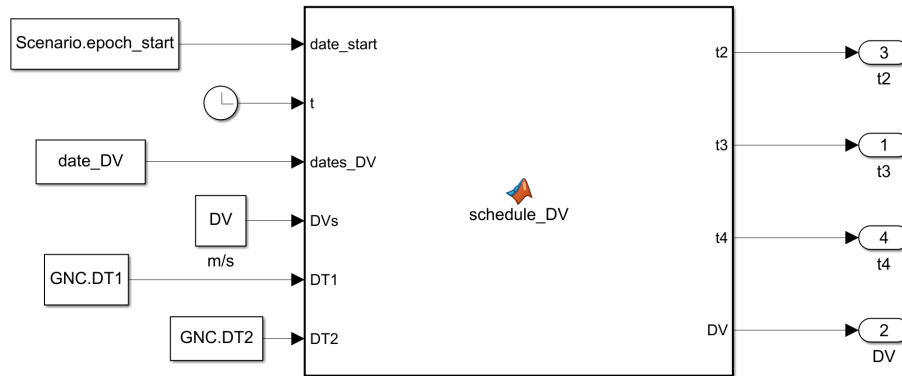 Scenario.epoch_start
date_start
t
date_DV
dates_DV
DV
DVs
m/s
GNC.DT1
DT1
GNC.DT2
DT2
schedule_DV
t2
3
t2
t3
1
t3
t4
4
t4
DV
2
DV